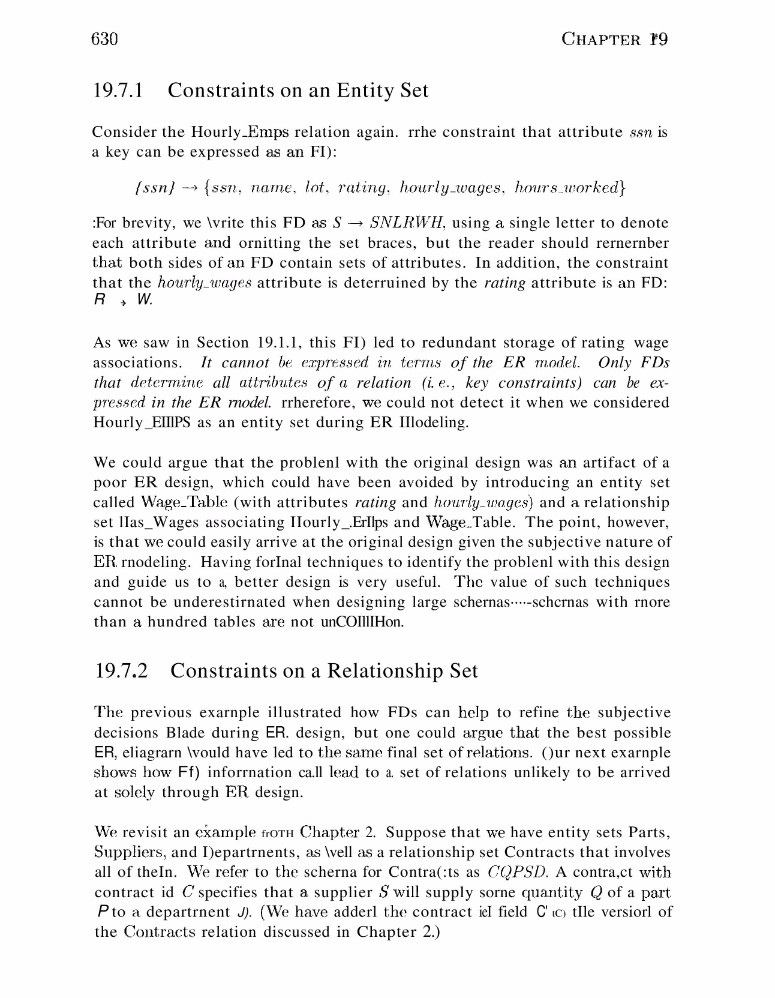 630 CHAPTER 1'9
19.7.1 Constraints on an Entity Set
Consider the Hourly_Emps relation again. rrhe constraint that attribute ssn is
a key can be expressed as an FI):
{ssn} → {ssn, name, lot, rating, hourly_wages, hours_worked}
:For brevity, we \vrite this FD as S → SNLRWH, using a single letter to denote
each attribute and ornitting the set braces, but the reader should rernernber
that both sides of an FD contain sets of attributes. In addition, the constraint
that the hourly_wages attribute is deterruined by the rating attribute is an FD:
R → W.
As we saw in Section 19.1.1, this FI) led to redundant storage of rating wage
associations. It cannot be expressed in terms of the ER model. Only FDs
that determine all attributes of a relation (i. e., key constraints) can be ex-
pressed in the ER rnodel. rrherefore, we could not detect it when we considered
Hourly_EIIIPS as an entity set during ER IIlodeling.
We could argue that the problenl with the original design was an artifact of a
poor ER design, which could have been avoided by introducing an entity set
called Wage_Table (with attributes rating and hourly_wages) and a relationship
set IIas_Wages associating IIourly_.ErIlps and Wage_Table. The point, however,
is that we could easily arrive at the original design given the subjective nature of
ER rnodeling. Having forInal techniques to identify the problenl with this design
and guide us to a, better design is very useful. The value of such techniques
cannot be underestirnated when designing large schernas·····-schcrnas with rnore
than a hundred tables are not unCOIIIIHon.
19.7.2 Constraints on a Relationship Set
The previous exarnple illustrated how FDs can help to refine the subjective
decisions Blade during ER. design, but one could argue that the best possible
ER, eliagrarn \vould have led to the same final set of relations. ()ur next exarnple
shows how Ff) inforrnation ca.ll lead to a. set of relations unlikely to be arrived
at solely through ER design.
We revisit an example frOTH Chapter 2. Suppose that we have entity sets Parts,
Suppliers, and I)epartrnents, as \vell as a relationship set Contracts that involves
all of theIn. We refer to the scherna for Contra(:ts as CQPSD. A contra,ct with
contract id C specifies that a supplier S will supply sorne quantity Q of a part
P to a departrnent J). (We have adderl the contract icI field C' (C) tIle versiorl of
the Contracts relation discussed in Chapter 2.)